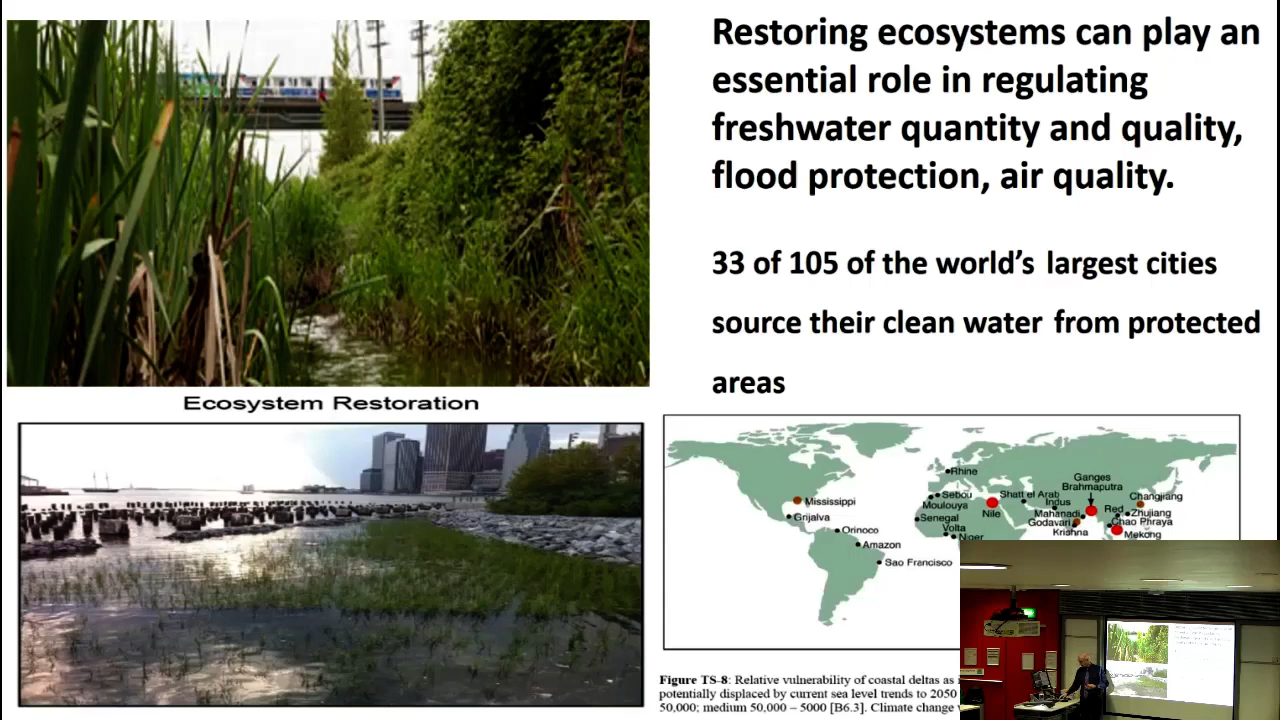 Restoring ecosystems can play an
essential role in regulating
freshwater quantity and quality,
flood protection, air quality.
33 of 105 of the world's largest cities
source their clean water from protected
areas
Ecosystem Restoration
Rhine
Ganges
Brahmaputra
Mississippi
Sebou
Shatt el Arab
Changjiang
Moulouya
Indus
Grijalva
Nile
Mahanadi
Red
Zhujiang
Senegal
Godavari
Chao Phraya
Orinoco
Volta
Krishna
Mekong
Niger
Amazon
Sao Francisco
Figure TS-8: Relative vulnerability of coastal deltas as
potentially displaced by current sea level trends to 2050
50,000; medium 50,000 – 5000 [B6.3]. Climate change